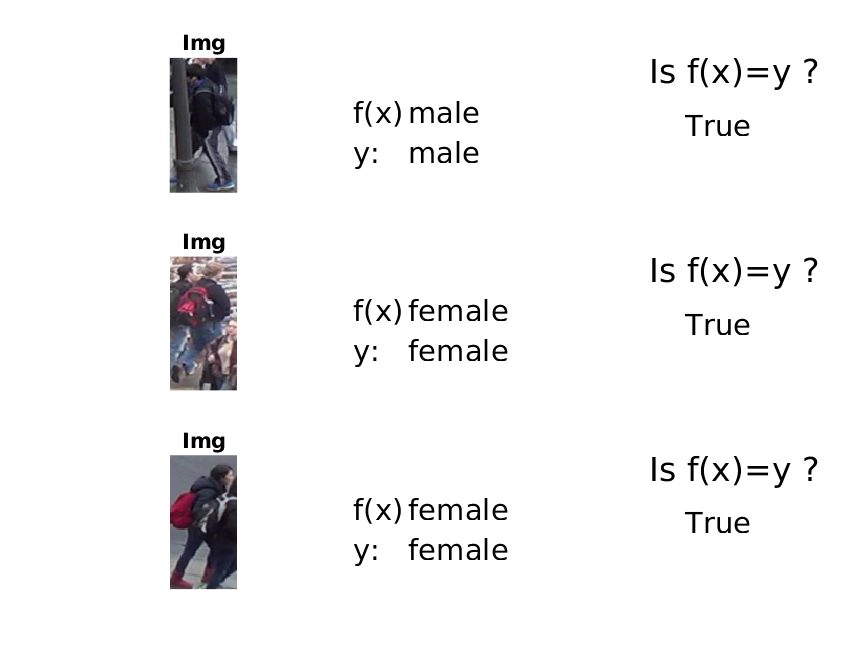 Img
Is f(x)=y ?
f(x) male
True
y: male
Img
Is f(x)=y ?
f(x) female
True
y: female
Img
Is f(x)=y ?
f(x) female
True
y: female